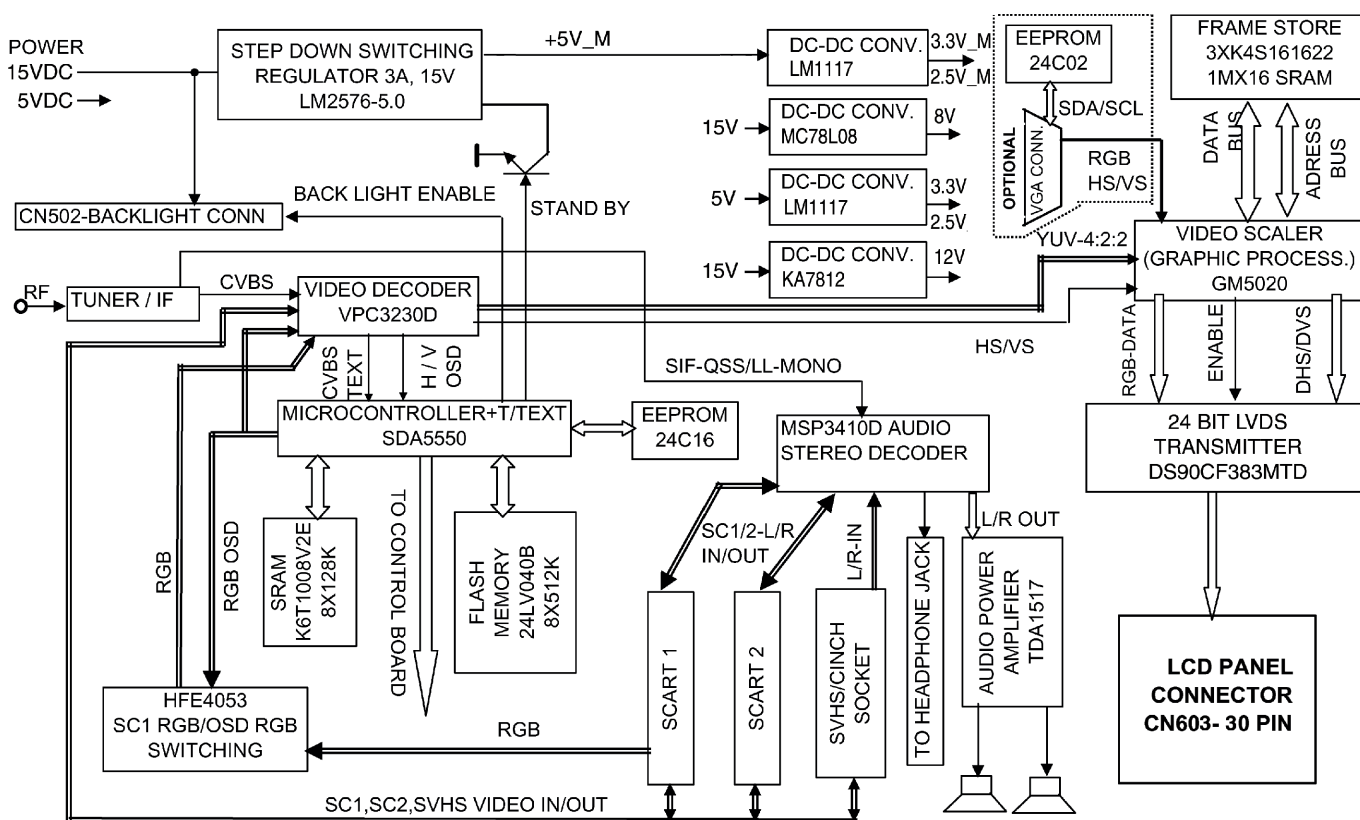 POWER
15VDC
5VDC
STEP DOWN SWITCHING
REGULATOR 3A, 15V
LM2576-5.0
+5V_M
DC-DC CONV.
LM1117
3.3V_M
2.5V_M
15V
DC-DC CONV.
MC78L08
8V
5V
DC-DC CONV.
LM1117
3.3V
2.5V
15V
DC-DC CONV.
KA7812
12V
EEPROM
24C02
SDA/SCL
OPTIONAL
VGA CONN.
RGB
HS/VS
FRAME STORE
3XK4S161622
1MX16 SRAM
DATA
BUS
ADRESS
BUS
BACK LIGHT ENABLE
STAND BY
CN502-BACKLIGHT CONN
RF
TUNER / IF
CVBS
VIDEO DECODER
VPC3230D
YUV-4:2:2
HS/VS
VIDEO SCALER
(GRAPHIC PROCESS.)
GM5020
RGB-DATA
ENABLE
DHS/DVS
CVBS
TEXT
H / V
OSD
SIF-QSS/LL-MONO
MICROCONTROLLER+T/TEXT
SDA5550
EEPROM
24C16
MSP3410D AUDIO
STEREO DECODER
24 BIT LVDS
TRANSMITTER
DS90CF383MTD
RGB
RGB OSD
SRAM
K6T1008V2E
8X128K
TO CONTROL BOARD
FLASH
MEMORY
24LV040B
8X512K
SC1/2-L/R
IN/OUT
L/R-IN
L/R OUT
SCART 1
SCART 2
SVHS/CINCH
SOCKET
TO HEADPHONE JACK
AUDIO POWER
AMPLIFIER
TDA1517
LCD PANEL
CONNECTOR
CN603- 30 PIN
HFE4053
SC1 RGB/OSD RGB
SWITCHING
RGB
SC1,SC2,SVHS VIDEO IN/OUT